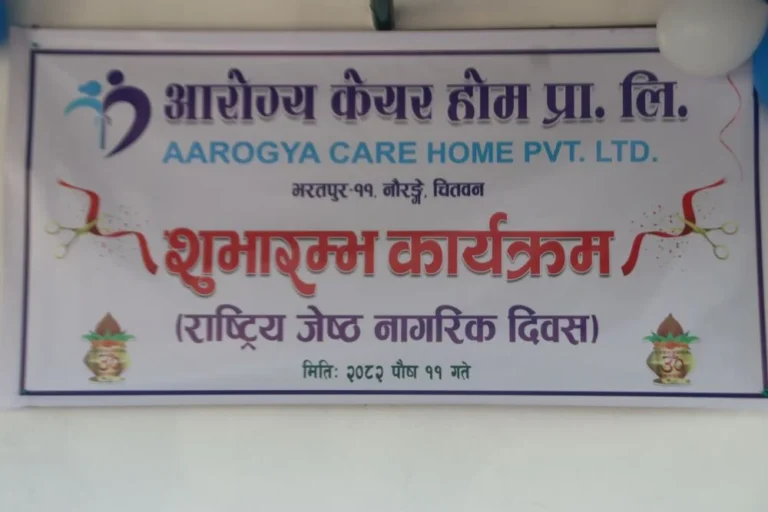 आरोग्य केयर होम प्रा. लि.
AAROGYA CARE HOME PVT. LTD.
भरतपुर-११, नौरङ्गे, चितवन
शुभारम्भ कार्यक्रम
(राष्ट्रिय जेष्ठ नागरिक दिवस)
मितिः २०८२ पौष ११ गते
ॐ
ॐ